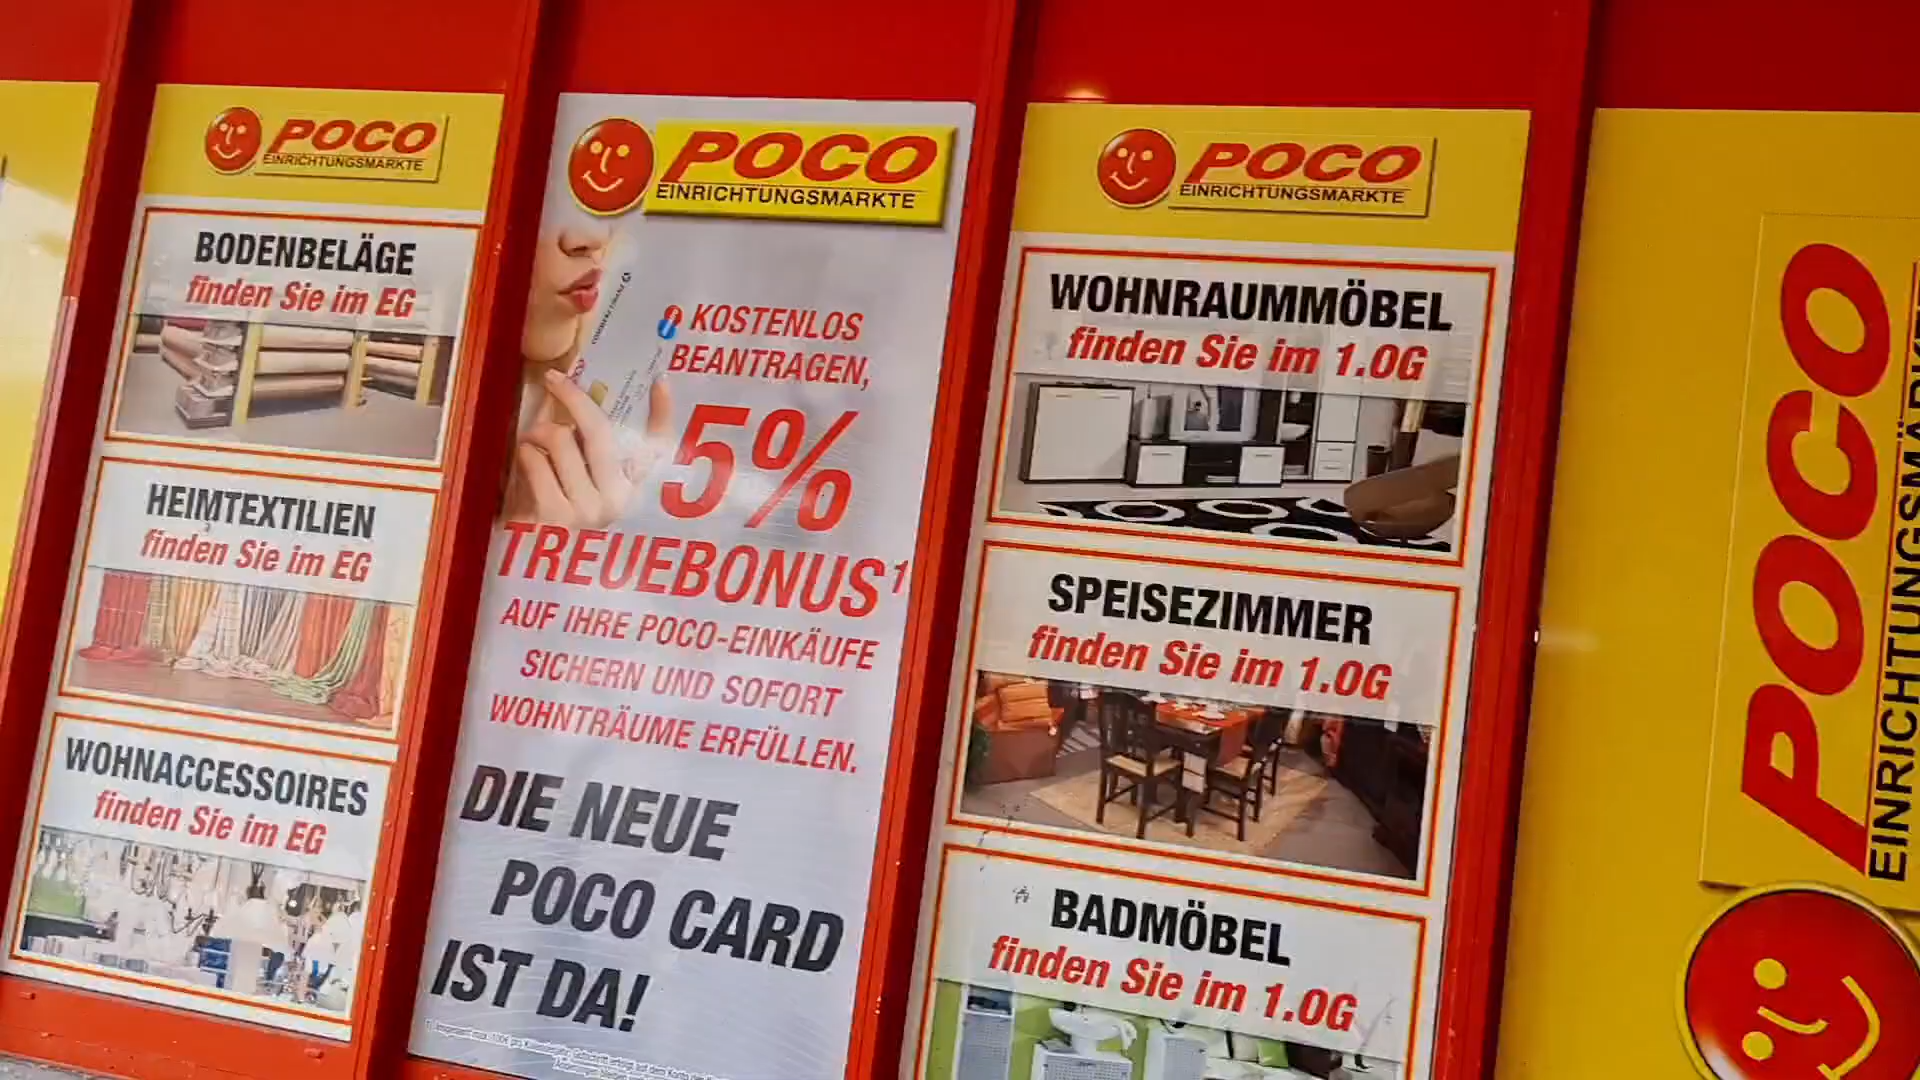 POCO
EINRICHTUNGSMARKTE
BODENBELÄGE
finden Sie im EG
HEIMTEXTILIEN
finden Sie im EG
WOHNACCESSOIRES
finden Sie im EG
POCO
EINRICHTUNGSMARKTE
KOSTENLOS
BEANTRAGEN,
5%
TREUEBONUS¹
AUF IHRE POCO-EINKÄUFE
SICHERN UND SOFORT
WOHNTRÄUME ERFÜLLEN.
DIE NEUE
POCO CARD
IST DA!
POCO
EINRICHTUNGSMARKTE
WOHNRAUMMÖBEL
finden Sie im 1.OG
SPEISEZIMMER
finden Sie im 1.OG
BADMÖBEL
finden Sie im 1.OG
POCO